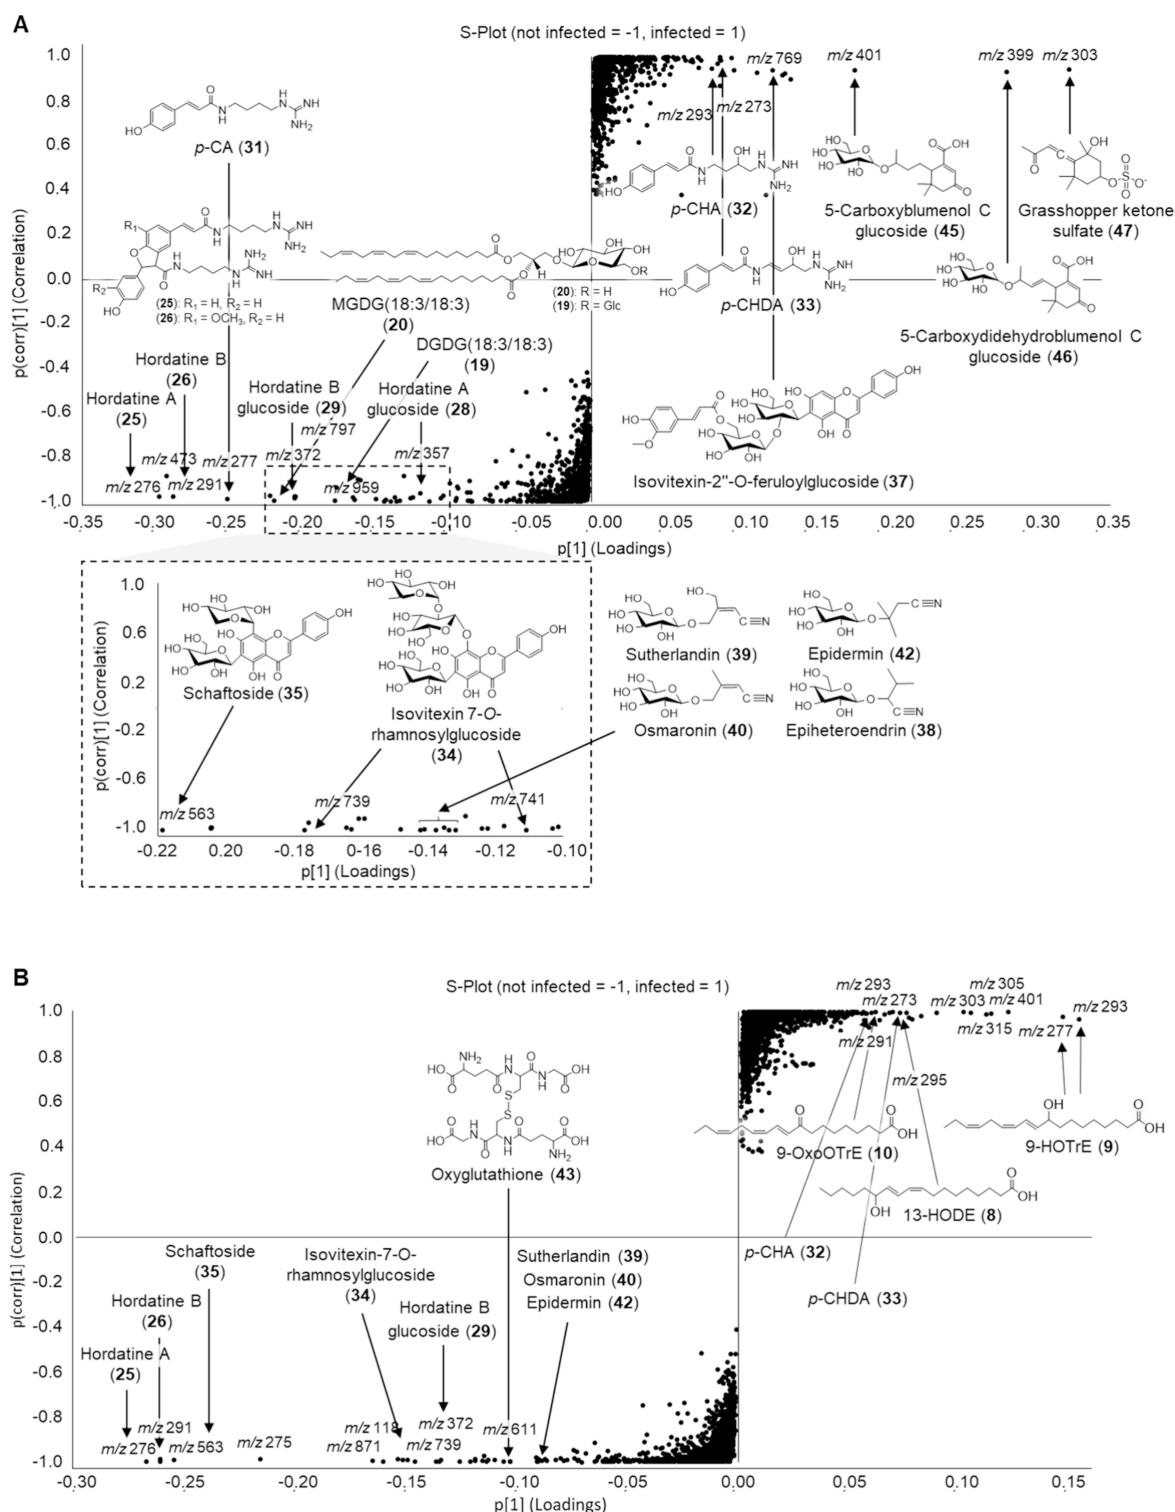 A
S-Plot (not infected = -1, infected = 1)
1.0
0.8
0.6
0.4
0.2
0.0
-0.2
-0.4
-0.6
-0.8
-1.0
p(corr)[1] (Correlation)
p-CA (31)
m/z 769
m/z 401
m/z 399
m/z 303
m/z 293
m/z 273
p-CHA (32)
5-Carboxyblumenol C
glucoside (45)
Grasshopper ketone
sulfate (47)
(25): R1 = H, R2 = H
(26): R1 = OCH3, R2 = H
(20): R = H
(19): R = Glc
MGDG(18:3/18:3)
(20)
p-CHDA (33)
5-Carboxydidehydroblumenol C
glucoside (46)
DGDG(18:3/18:3)
(19)
Hordatine B
(26)
Hordatine A
(25)
Hordatine B
glucoside (29)
Hordatine A
glucoside (28)
m/z 797
m/z 473
m/z 277
m/z 372
m/z 357
m/z 276
m/z 291
m/z 959
Isovitexin-2"-O-feruloylglucoside (37)
-0.35
-0.30
-0.25
-0.20
-0.15
-0.10
-0.05
0.00
0.05
0.10
0.15
0.20
0.25
0.30
0.35
p[1] (Loadings)
1.0
0.6
0.2
-0.2
-0.6
-1.0
p(corr)[1] (Correlation)
Schaftoside (35)
Isovitexin 7-O-
rhamnosylglucoside
(34)
m/z 563
m/z 739
m/z 741
-0.22
0.20
-0.18
0-16
-0.14
-0.12
-0.10
p[1] (Loadings)
Sutherlandin (39)
Epidermin (42)
Osmaronin (40)
Epiheteroendrin (38)
B
S-Plot (not infected = -1, infected = 1)
1.0
0.8
0.6
0.4
0.2
0.0
-0.2
-0.4
-0.6
-0.8
-1.0
p(corr)[1] (Correlation)
m/z 293
m/z 305
m/z 273
m/z 303
m/z 401
m/z 293
m/z 315
m/z 277
m/z 291
m/z 295
Oxyglutathione (43)
9-OxoOTrE (10)
9-HOTrE (9)
13-HODE (8)
p-CHA (32)
p-CHDA (33)
Schaftoside
(35)
Isovitexin-7-O-
rhamnosylglucoside
(34)
Sutherlandin (39)
Osmaronin (40)
Epidermin (42)
Hordatine B
(26)
Hordatine B
glucoside (29)
Hordatine A
(25)
m/z 291
m/z 118
m/z 372
m/z 611
m/z 276
m/z 563
m/z 275
m/z 871
m/z 739
-0.30
-0.25
-0.20
-0.15
-0.10
-0.05
0.00
0.05
0.10
0.15
p[1] (Loadings)